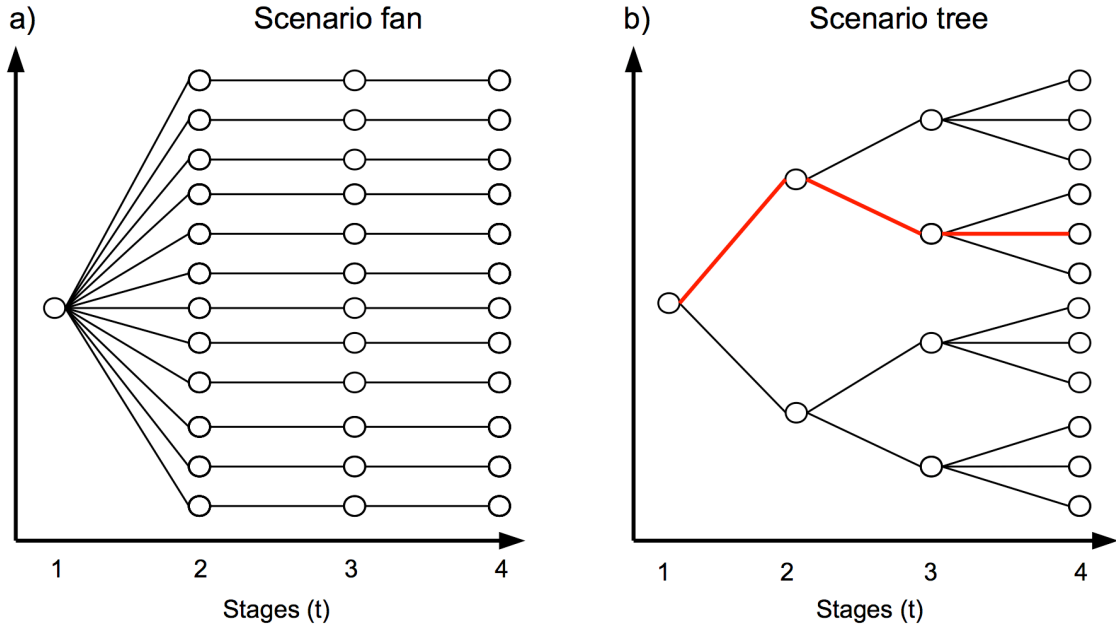 a) Scenario fan
1 2 3 4
Stages (t)
b) Scenario tree
1 2 3 4
Stages (t)